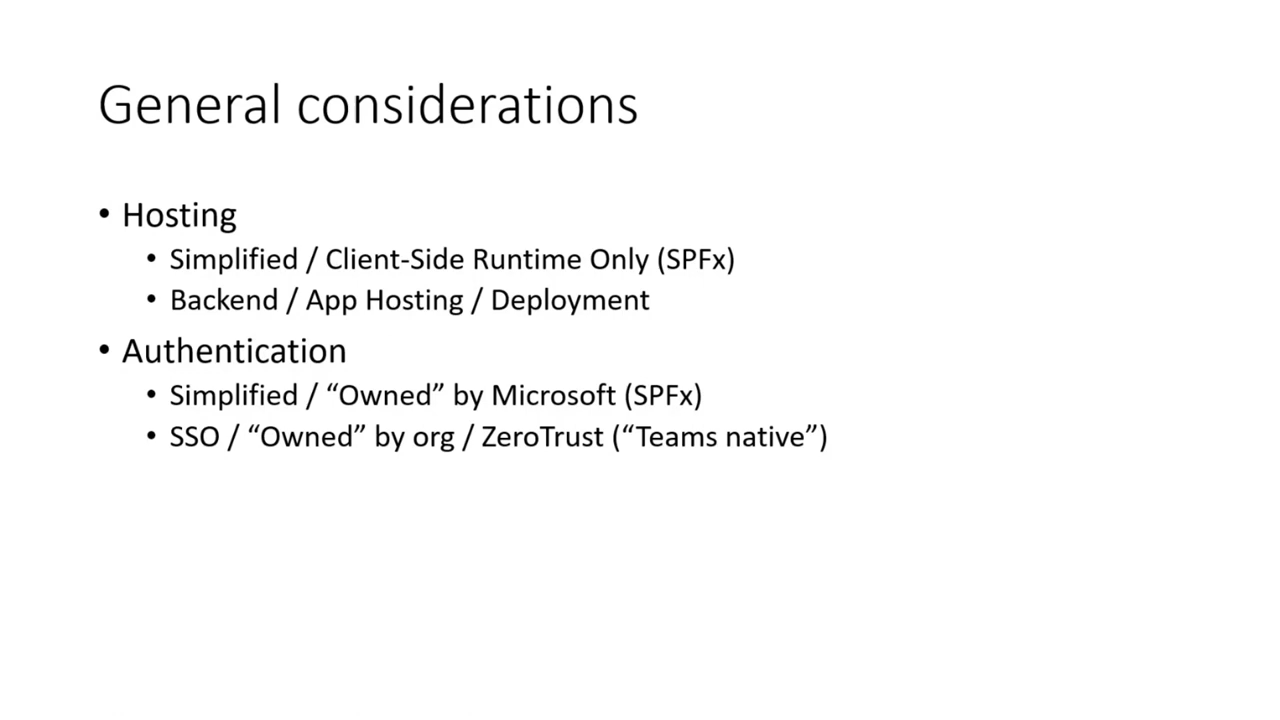 General considerations
• Hosting
• Simplified / Client-Side Runtime Only (SPFx)
• Backend / App Hosting / Deployment
• Authentication
• Simplified / “Owned” by Microsoft (SPFx)
• SSO / “Owned” by org / ZeroTrust (“Teams native”)